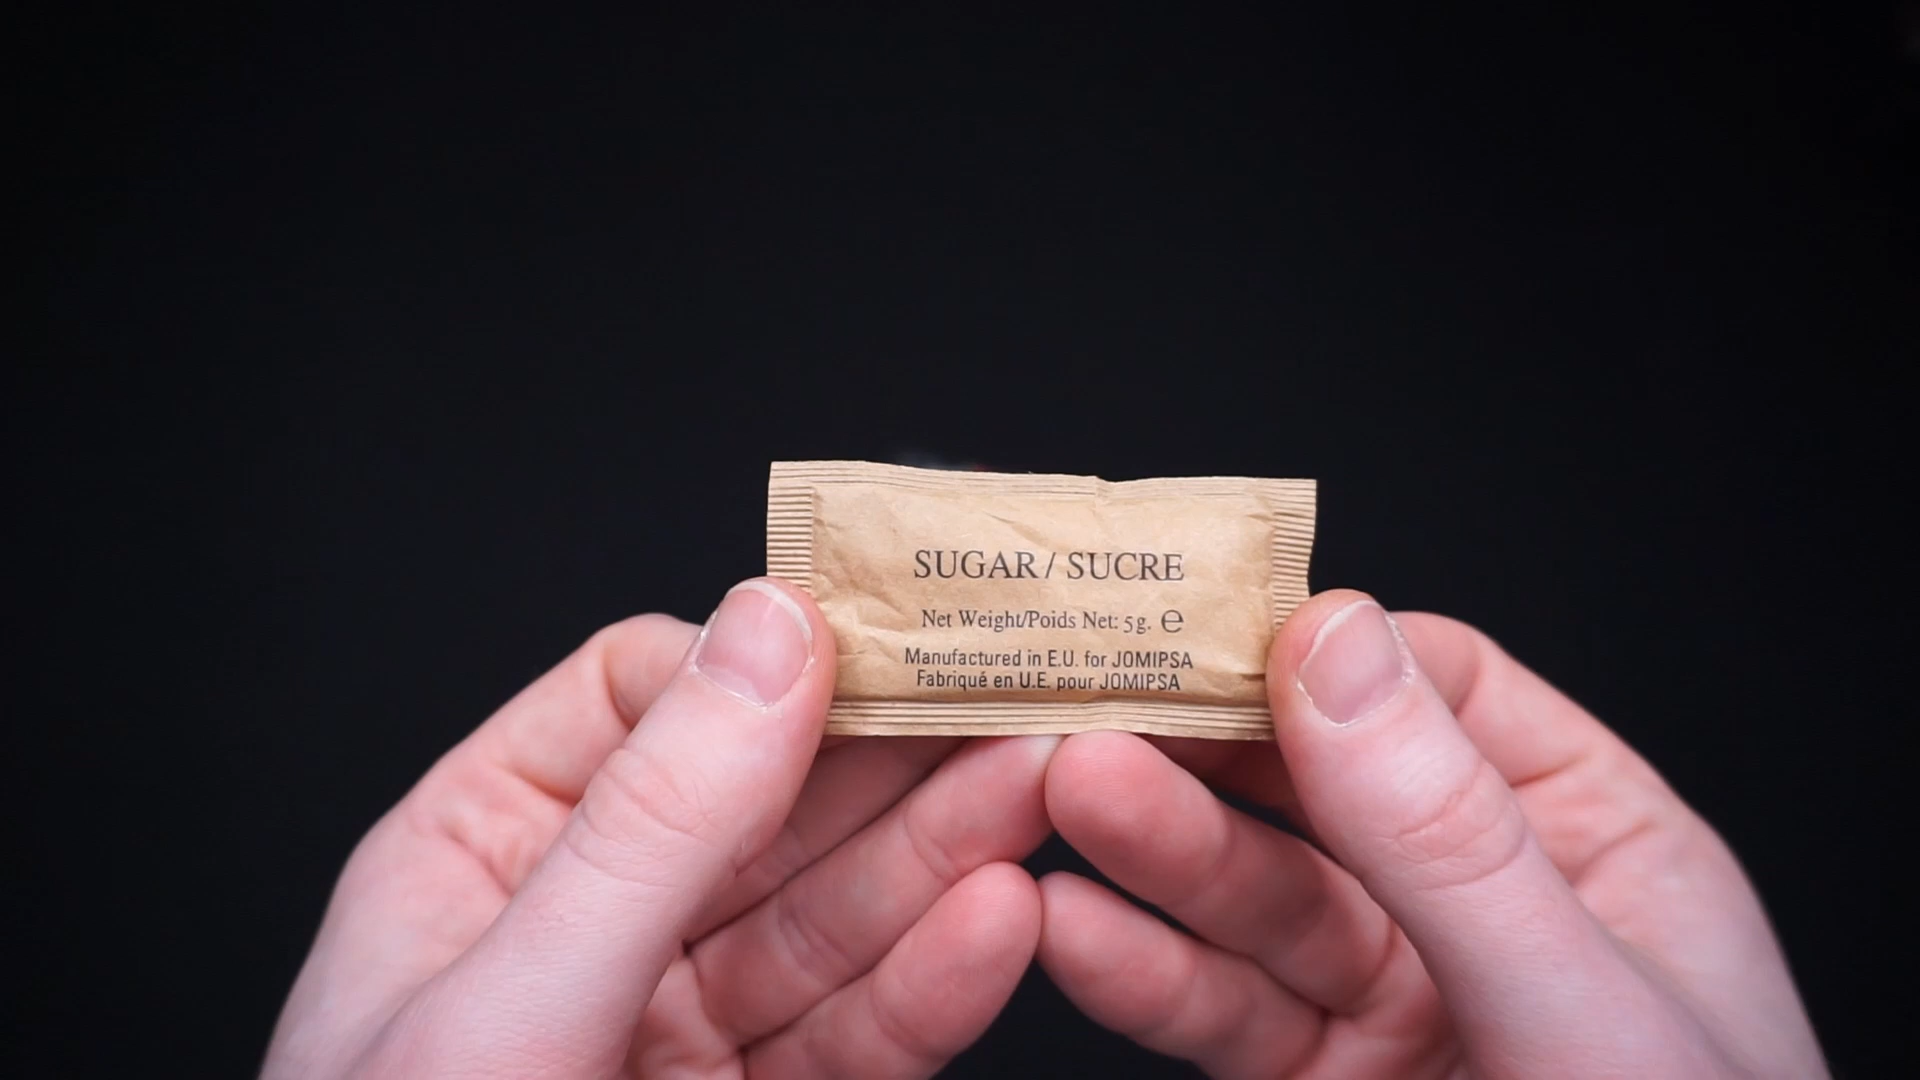 SUGAR / SUCRE
Net Weight/Poids Net: 5g. ℮
Manufactured in E.U. for JOMIPSA
Fabriqué en U.E. pour JOMIPSA